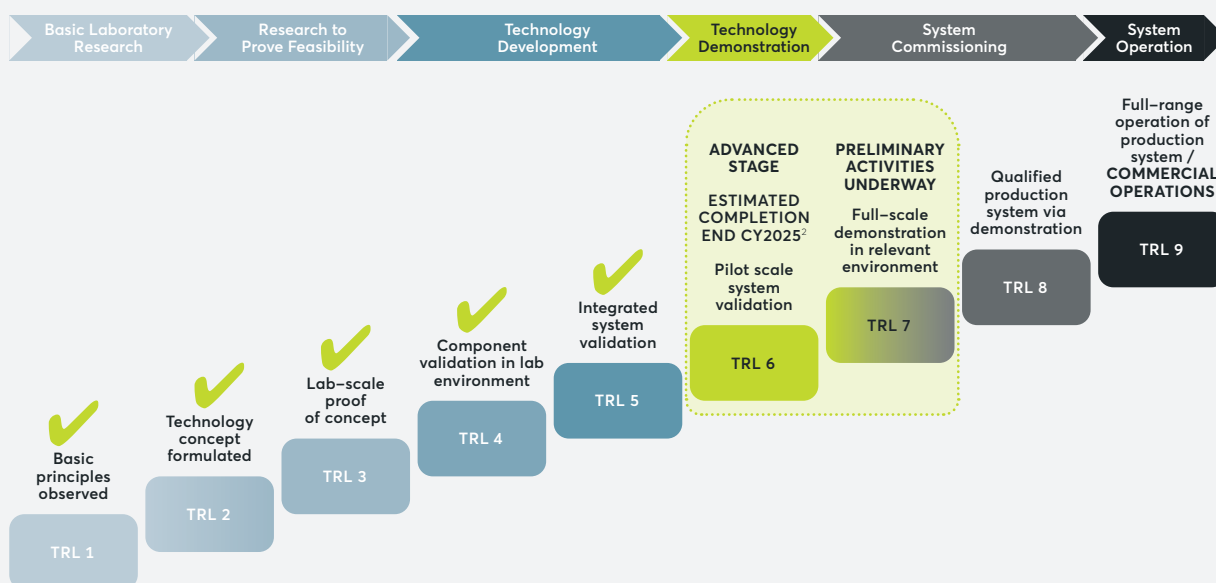 Basic Laboratory
Research
Research to
Prove Feasibility
Technology
Development
Technology
Demonstration
System
Commissioning
System
Operation
Basic
principles
observed
TRL 1
Technology
concept
formulated
TRL 2
Lab–scale
proof
of concept
TRL 3
Component
validation in lab
environment
TRL 4
Integrated
system
validation
TRL 5
ADVANCED
STAGE
ESTIMATED
COMPLETION
END CY2025²
Pilot scale
system
validation
TRL 6
PRELIMINARY
ACTIVITIES
UNDERWAY
Full–scale
demonstration
in relevant
environment
TRL 7
Qualified
production
system via
demonstration
TRL 8
Full–range
operation of
production
system /
COMMERCIAL
OPERATIONS
TRL 9